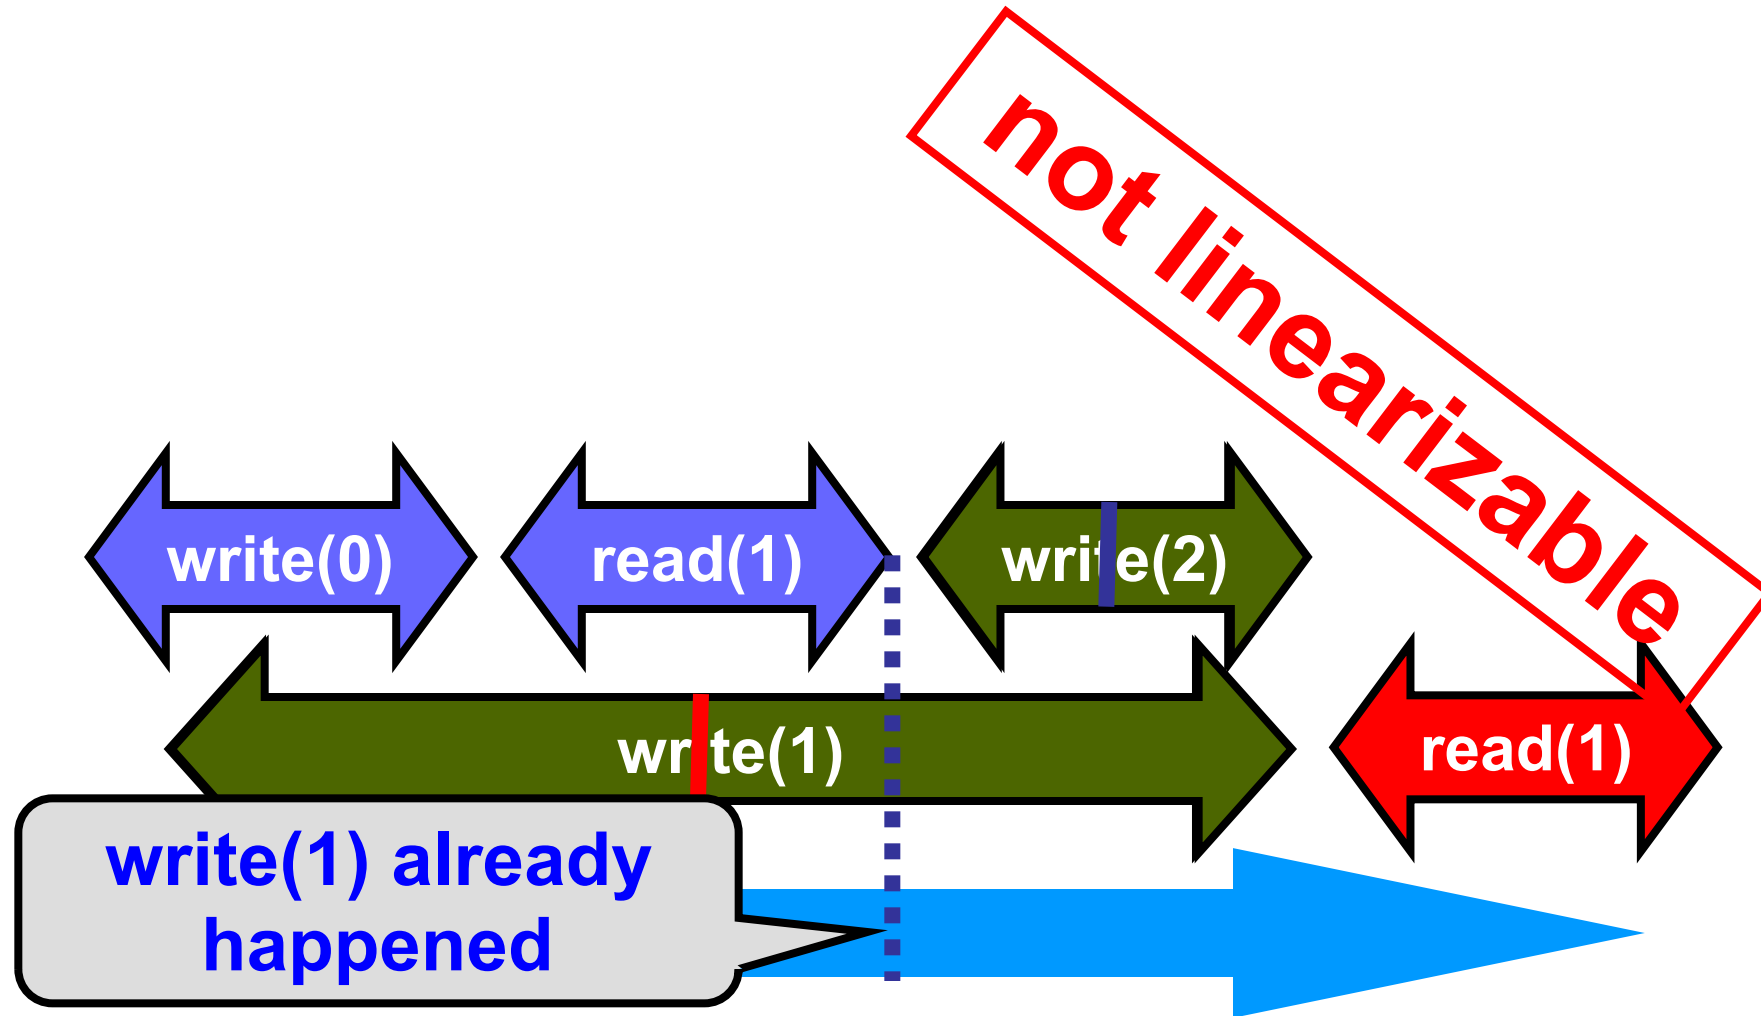 not linearizable
write(0)
read(1)
write(2)
write(1)
read(1)
write(1) already
happened